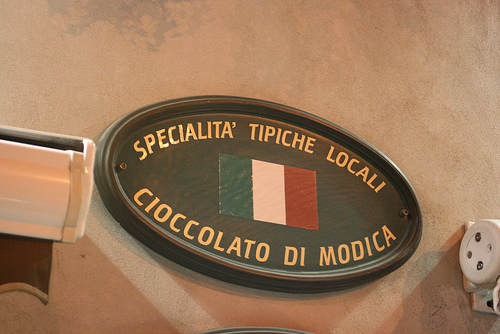 SPECIALITA' TIPICHE LOCALI
CIOCCOLATO DI MODICA